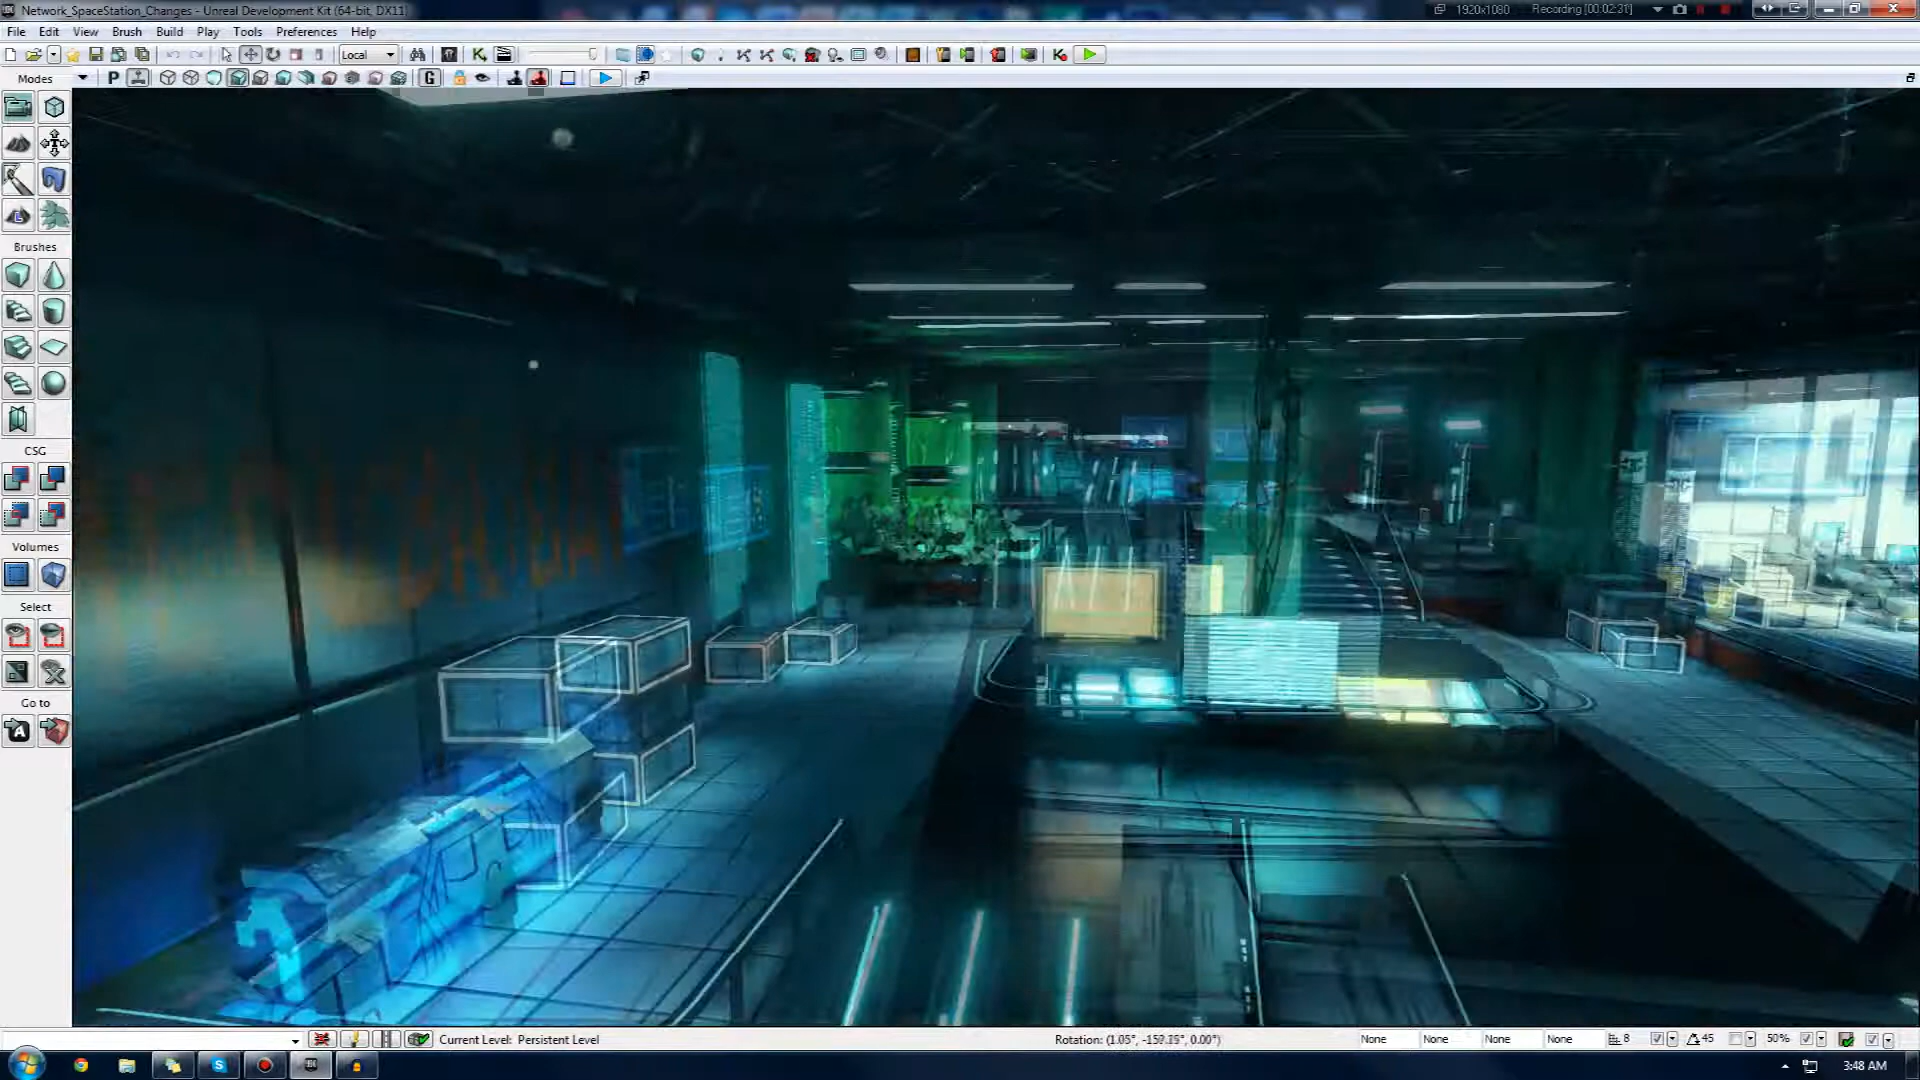 Network_SpaceStation_Changes - Unreal Development Kit (64-bit, DX11)
1920x1080
Recording [00:02:31]
File Edit View Brush Build Play Tools Preferences Help
Local
Modes
P
G
Brushes
CSG
Volumes
Select
Go to
Current Level: Persistent Level
Rotation: (1.05°, -159.25°, 0.00°)
None None None None
8
45
50%
3:48 AM